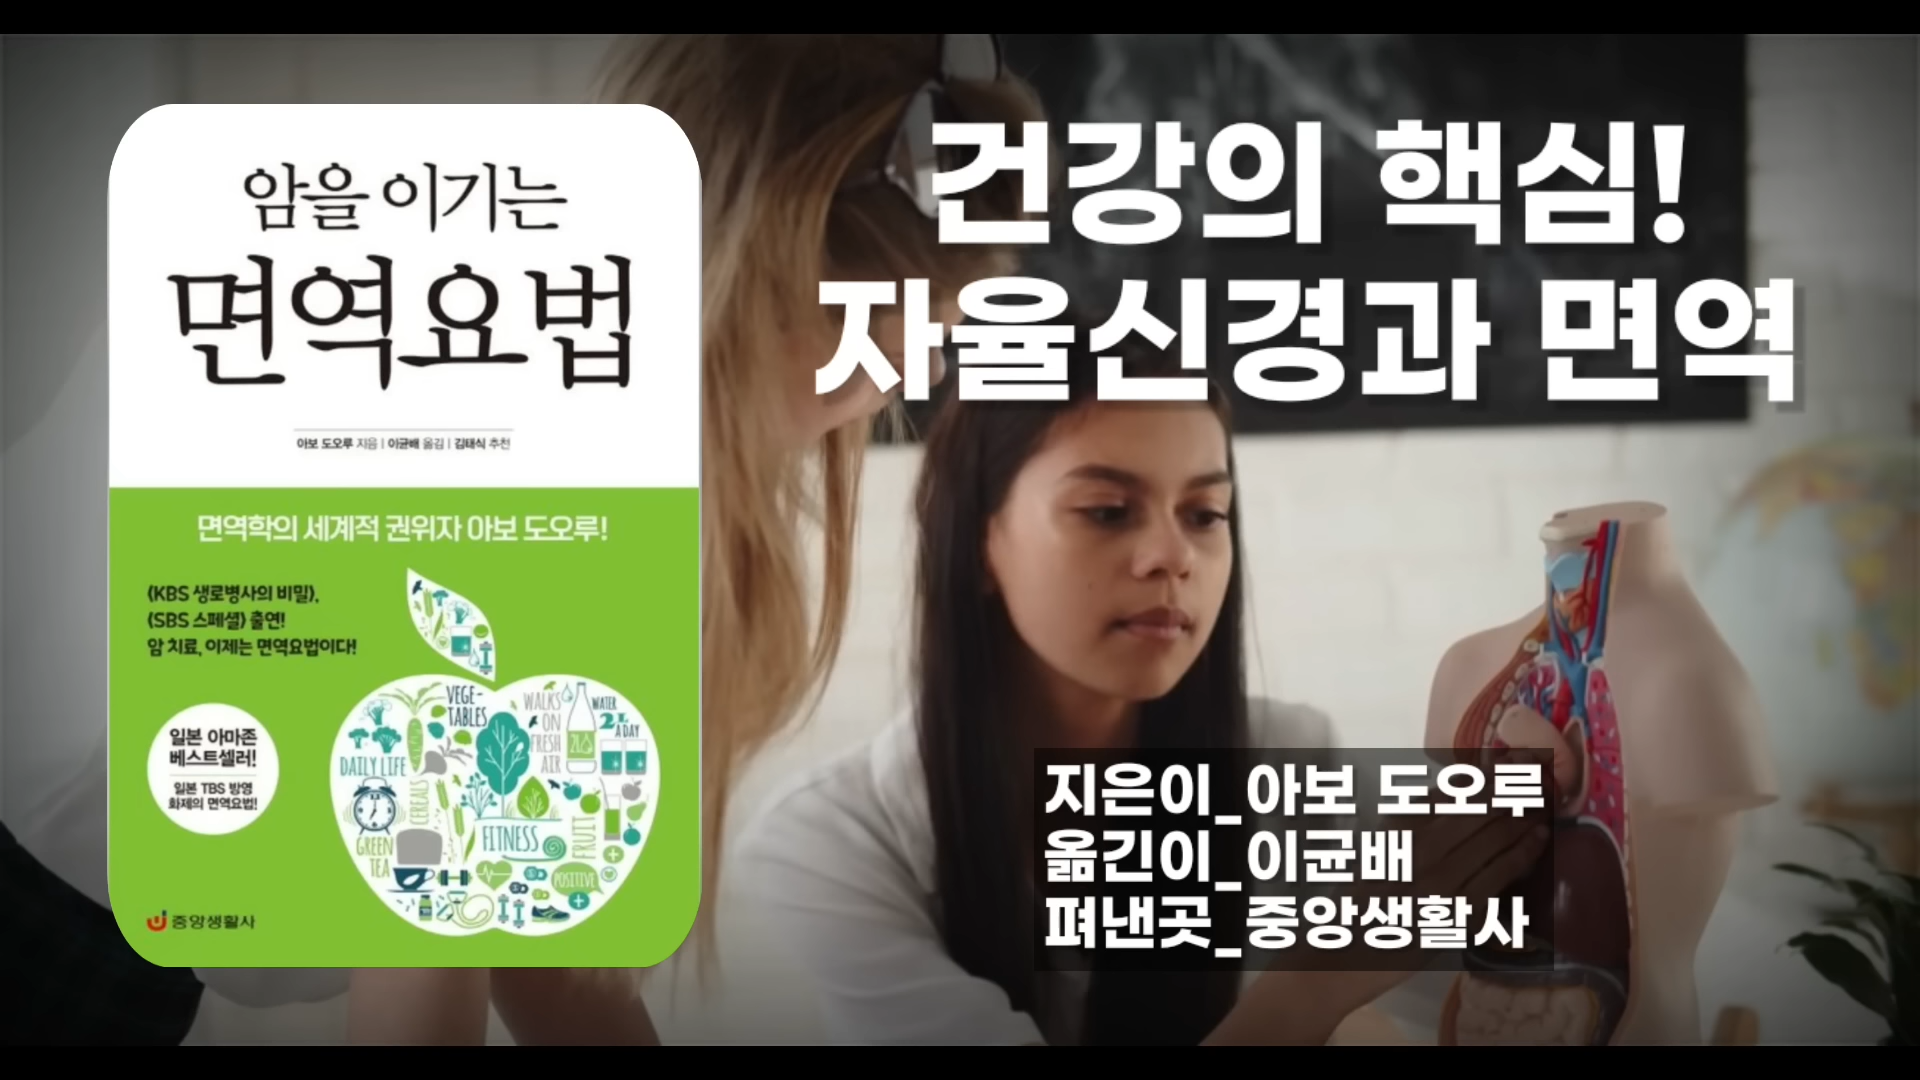 암을 이기는
면역요법
아보 도오루 지음 | 이균배 옮김 | 김태식 추천
면역학의 세계적 권위자 아보 도오루!
〈KBS 생로병사의 비밀〉,
〈SBS 스페셜〉 출연!
암 치료, 이제는 면역요법이다!
일본 아마존
베스트셀러!
일본 TBS 방영
화제의 면역요법!
VEGE-
TABLES
WALKS
ON
FRESH
AIR
WATER
2L
A DAY
2L
DAILY LIFE
CEREALS
GREEN
TEA
FITNESS
FRUIT
POSITIVE
중앙생활사
건강의 핵심!
자율신경과 면역
지은이_아보 도오루
옮긴이_이균배
펴낸곳_중앙생활사